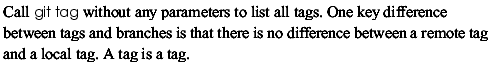 Call git tag without any parameters to list all tags. One key difference
between tags and branches is that there is no difference between a remote tag
and a local tag. A tag is a tag.